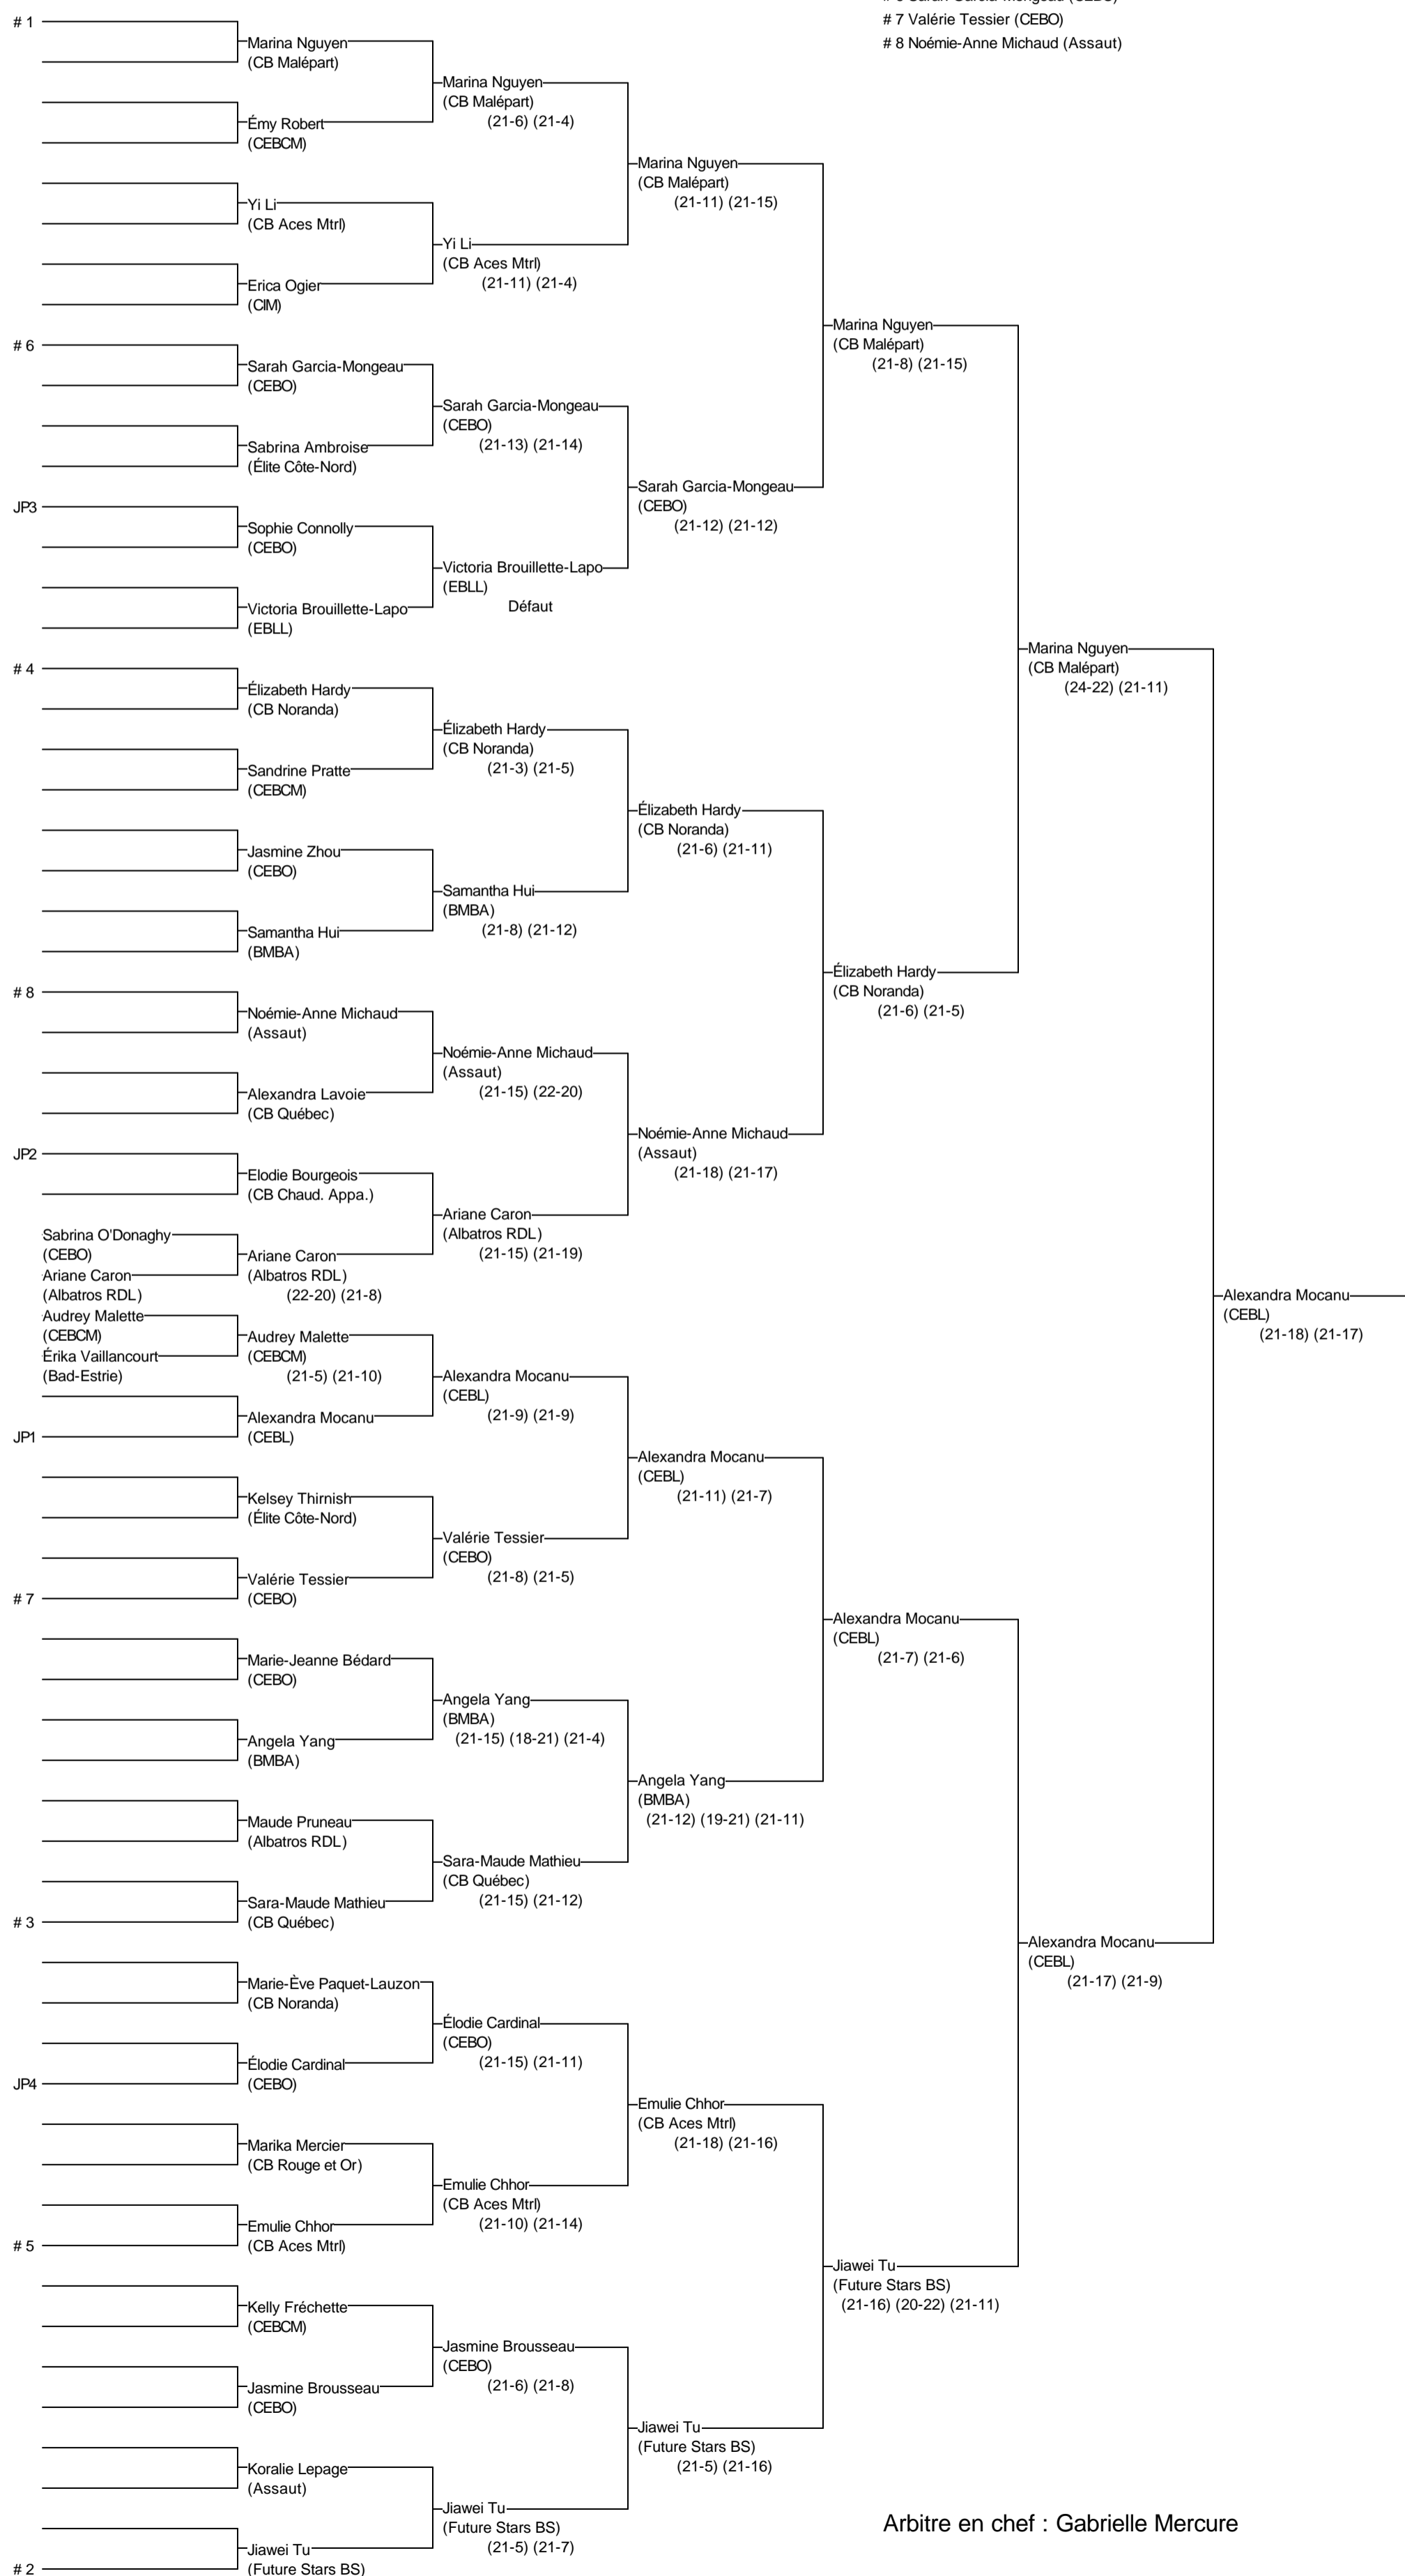 # 6 Sarah Garcia-Mongeau (CEBO)
# 7 Valérie Tessier (CEBO)
# 8 Noémie-Anne Michaud (Assaut)
# 1
Marina Nguyen
(CB Malépart)
Émy Robert
(CEBCM)
Yi Li
(CB Aces Mtrl)
Erica Ogier
(CIM)
# 6
Sarah Garcia-Mongeau
(CEBO)
Sabrina Ambroise
(Élite Côte-Nord)
JP3
Sophie Connolly
(CEBO)
Victoria Brouillette-Lapo
(EBLL)
# 4
Élizabeth Hardy
(CB Noranda)
Sandrine Pratte
(CEBCM)
Jasmine Zhou
(CEBO)
Samantha Hui
(BMBA)
# 8
Noémie-Anne Michaud
(Assaut)
Alexandra Lavoie
(CB Québec)
JP2
Elodie Bourgeois
(CB Chaud. Appa.)
Sabrina O'Donaghy
(CEBO)
Ariane Caron
(Albatros RDL)
Ariane Caron
(Albatros RDL)
(22-20) (21-8)
Audrey Malette
(CEBCM)
Érika Vaillancourt
(Bad-Estrie)
Audrey Malette
(CEBCM)
(21-5) (21-10)
Alexandra Mocanu
(CEBL)
JP1
Kelsey Thirnish
(Élite Côte-Nord)
Valérie Tessier
(CEBO)
# 7
Marie-Jeanne Bédard
(CEBO)
Angela Yang
(BMBA)
Maude Pruneau
(Albatros RDL)
Sara-Maude Mathieu
(CB Québec)
# 3
Marie-Ève Paquet-Lauzon
(CB Noranda)
Élodie Cardinal
(CEBO)
JP4
Marika Mercier
(CB Rouge et Or)
Emulie Chhor
(CB Aces Mtrl)
# 5
Kelly Fréchette
(CEBCM)
Jasmine Brousseau
(CEBO)
Koralie Lepage
(Assaut)
Jiawei Tu
(Future Stars BS)
# 2
Marina Nguyen
(CB Malépart)
(21-6) (21-4)
Yi Li
(CB Aces Mtrl)
(21-11) (21-4)
Sarah Garcia-Mongeau
(CEBO)
(21-13) (21-14)
Victoria Brouillette-Lapo
(EBLL)
Défaut
Élizabeth Hardy
(CB Noranda)
(21-3) (21-5)
Samantha Hui
(BMBA)
(21-8) (21-12)
Noémie-Anne Michaud
(Assaut)
(21-15) (22-20)
Ariane Caron
(Albatros RDL)
(21-15) (21-19)
Alexandra Mocanu
(CEBL)
(21-9) (21-9)
Valérie Tessier
(CEBO)
(21-8) (21-5)
Angela Yang
(BMBA)
(21-15) (18-21) (21-4)
Sara-Maude Mathieu
(CB Québec)
(21-15) (21-12)
Élodie Cardinal
(CEBO)
(21-15) (21-11)
Emulie Chhor
(CB Aces Mtrl)
(21-10) (21-14)
Jasmine Brousseau
(CEBO)
(21-6) (21-8)
Jiawei Tu
(Future Stars BS)
(21-5) (21-7)
Marina Nguyen
(CB Malépart)
(21-11) (21-15)
Sarah Garcia-Mongeau
(CEBO)
(21-12) (21-12)
Élizabeth Hardy
(CB Noranda)
(21-6) (21-11)
Noémie-Anne Michaud
(Assaut)
(21-18) (21-17)
Alexandra Mocanu
(CEBL)
(21-11) (21-7)
Angela Yang
(BMBA)
(21-12) (19-21) (21-11)
Emulie Chhor
(CB Aces Mtrl)
(21-18) (21-16)
Jiawei Tu
(Future Stars BS)
(21-5) (21-16)
Marina Nguyen
(CB Malépart)
(21-8) (21-15)
Élizabeth Hardy
(CB Noranda)
(21-6) (21-5)
Alexandra Mocanu
(CEBL)
(21-7) (21-6)
Jiawei Tu
(Future Stars BS)
(21-16) (20-22) (21-11)
Marina Nguyen
(CB Malépart)
(24-22) (21-11)
Alexandra Mocanu
(CEBL)
(21-17) (21-9)
Alexandra Mocanu
(CEBL)
(21-18) (21-17)
Arbitre en chef : Gabrielle Mercure